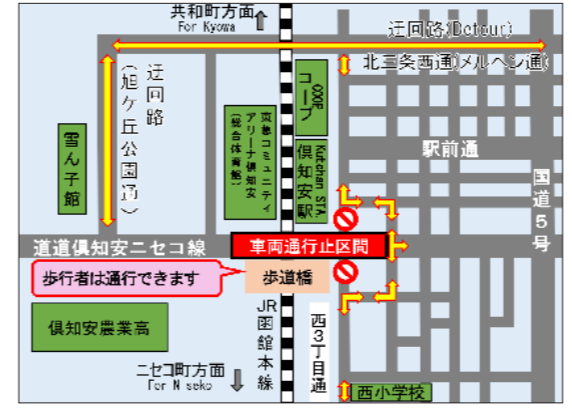 共和町方面
For Kyowa
迂回路(Detour)
北三条西通(メルヘン通)
迂回路
(旭ケ丘公園通)
雪ん子館
東急コミュニティ
アリーナ倶知安
(総合体育館)
コープ
COOP
倶知安駅
Kutchan STA.
駅前通
国道5号
道道倶知安ニセコ線
車両通行止区間
歩行者は通行できます
歩道橋
倶知安農業高
JR函館本線
西3丁目通
ニセコ町方面
For Niseko
西小学校